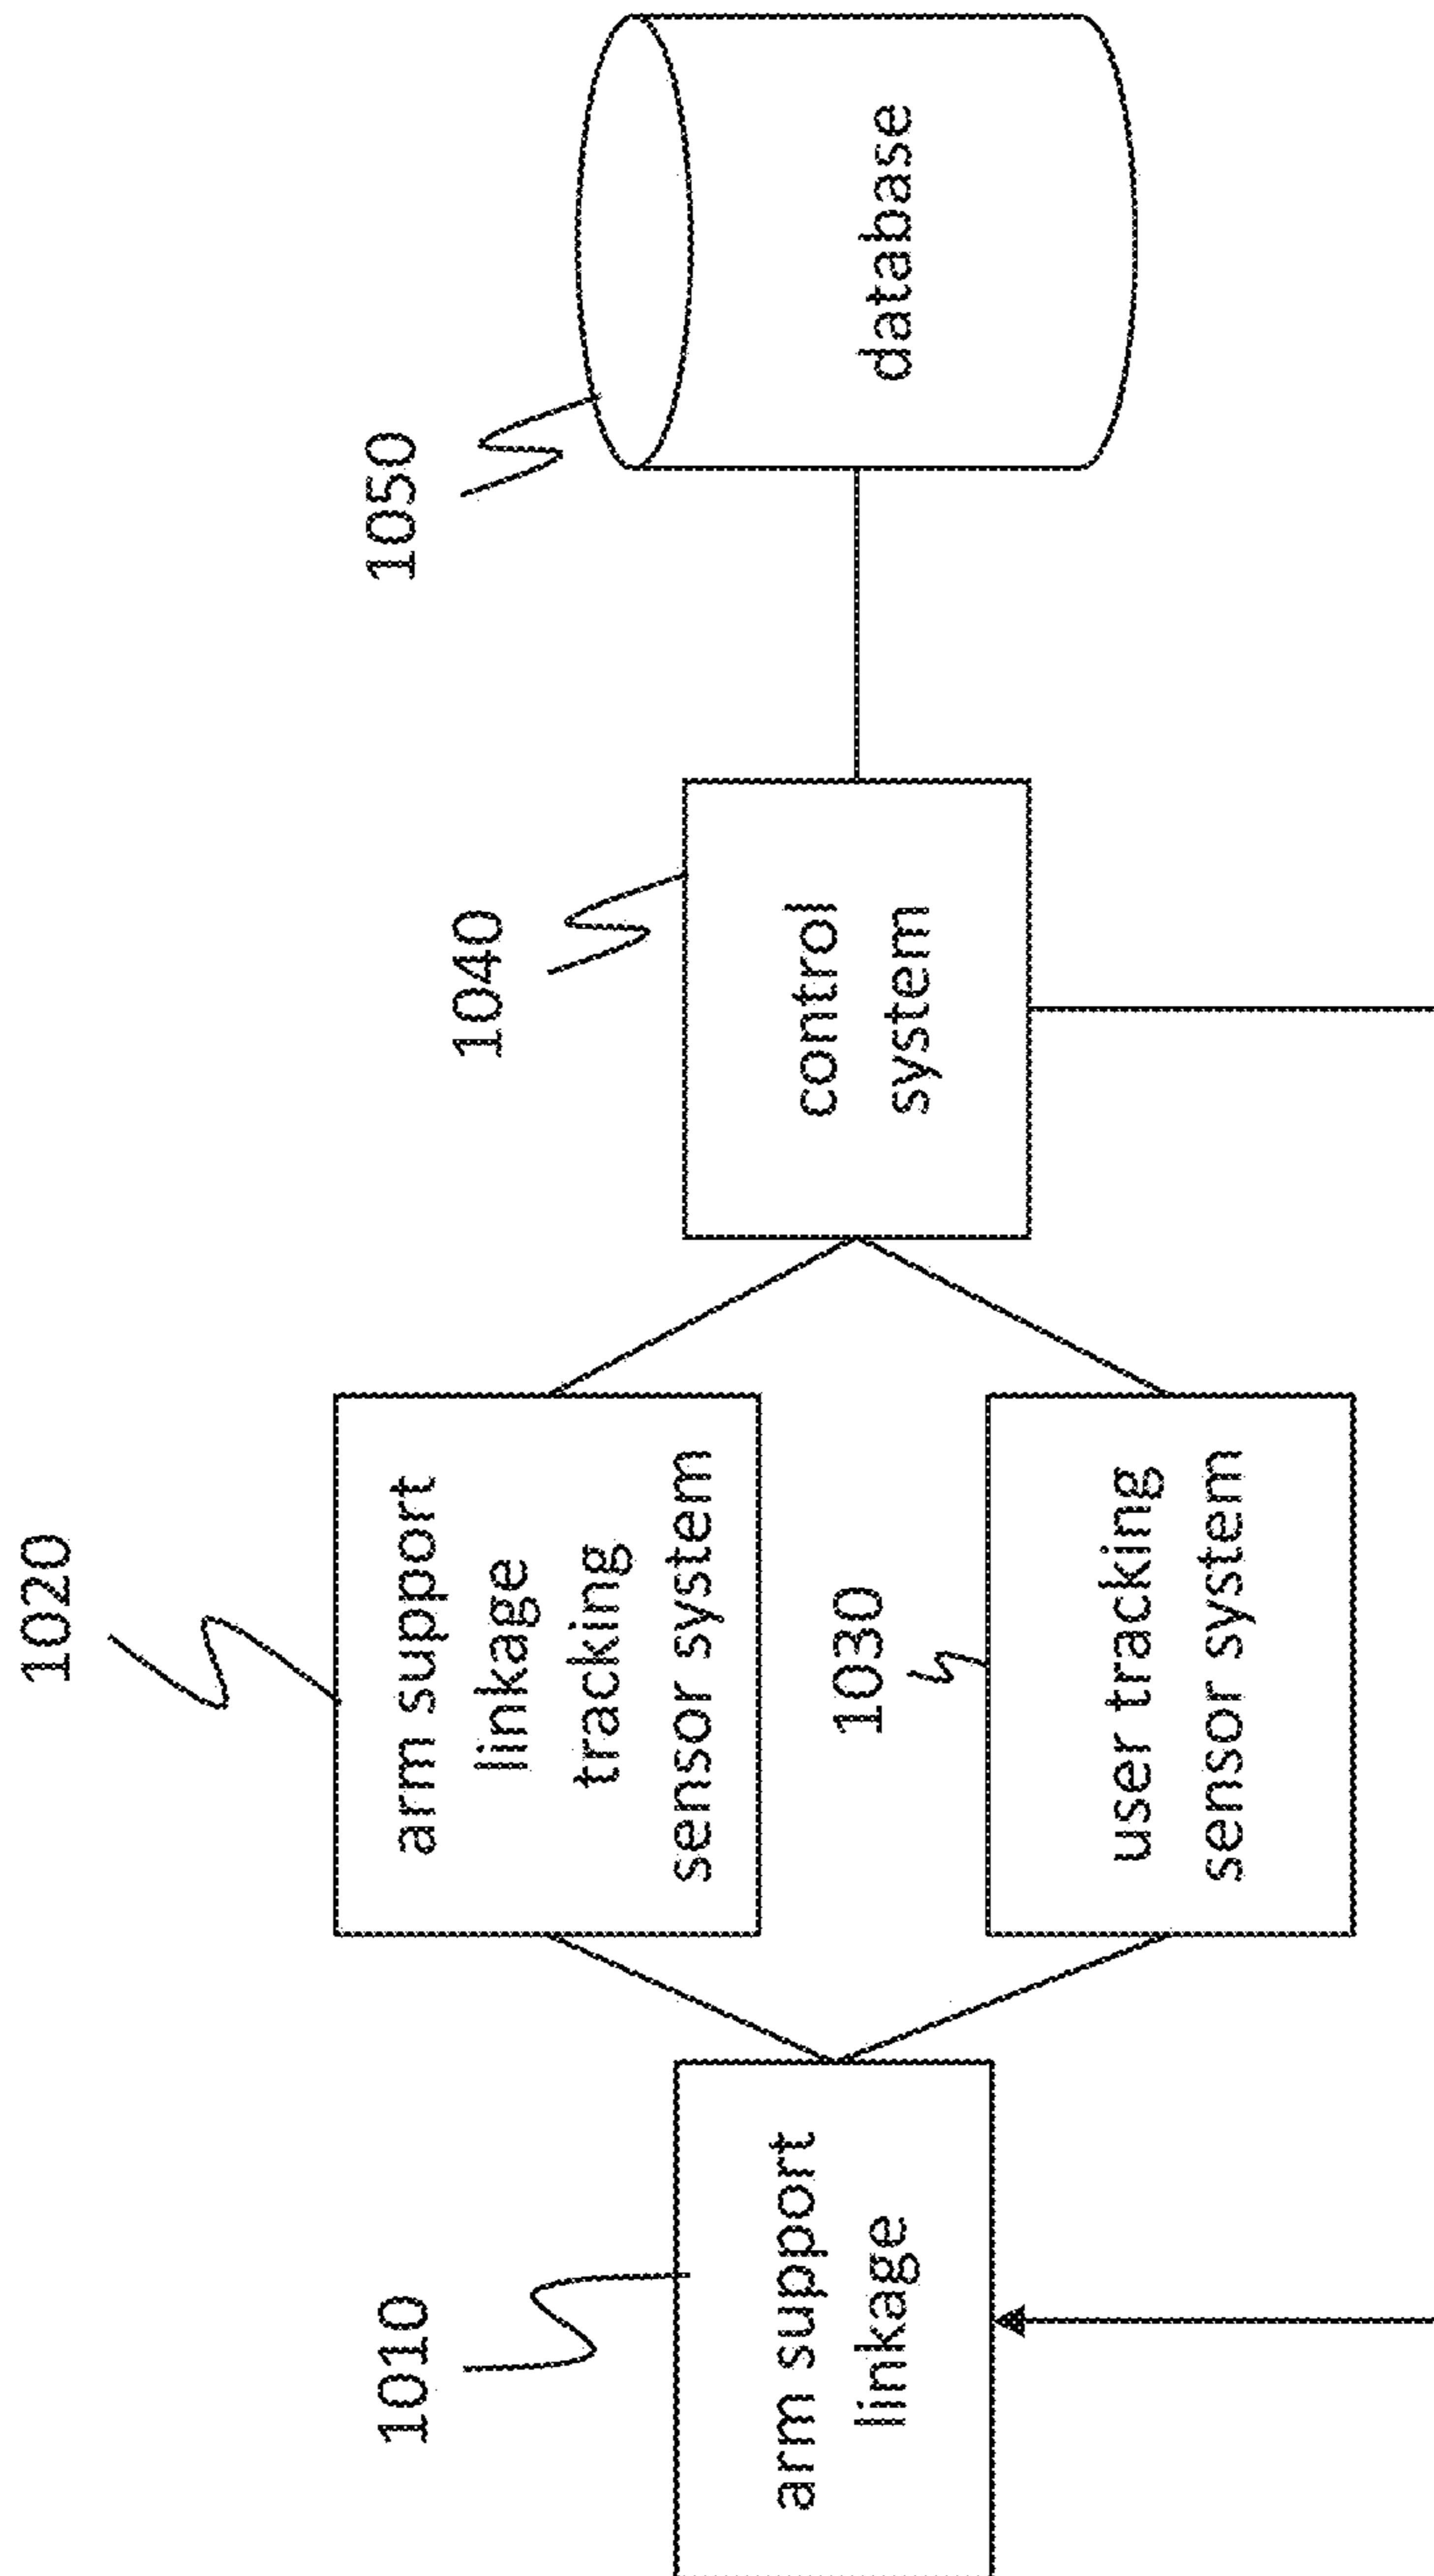 1010
arm support
linkage
1020
arm support
linkage
tracking
sensor system
1030
user tracking
sensor system
1040
control
system
1050
database